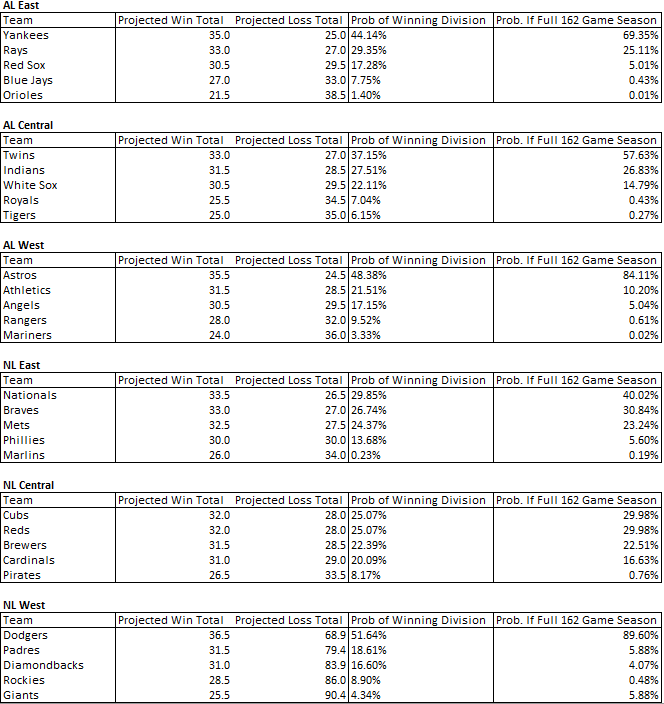 AL East
Team Projected Win Total Projected Loss Total Prob of Winning Division Prob. If Full 162 Game Season
Yankees 35.0 25.0 44.14% 69.35%
Rays 33.0 27.0 29.35% 25.11%
Red Sox 30.5 29.5 17.28% 5.01%
Blue Jays 27.0 33.0 7.75% 0.43%
Orioles 21.5 38.5 1.40% 0.01%
AL Central
Team Projected Win Total Projected Loss Total Prob of Winning Division Prob. If Full 162 Game Season
Twins 33.0 27.0 37.15% 57.63%
Indians 31.5 28.5 27.51% 26.83%
White Sox 30.5 29.5 22.11% 14.79%
Royals 25.5 34.5 7.04% 0.43%
Tigers 25.0 35.0 6.15% 0.27%
AL West
Team Projected Win Total Projected Loss Total Prob of Winning Division Prob. If Full 162 Game Season
Astros 35.5 24.5 48.38% 84.11%
Athletics 31.5 28.5 21.51% 10.20%
Angels 30.5 29.5 17.15% 5.04%
Rangers 28.0 32.0 9.52% 0.61%
Mariners 24.0 36.0 3.33% 0.02%
NL East
Team Projected Win Total Projected Loss Total Prob of Winning Division Prob. If Full 162 Game Season
Nationals 33.5 26.5 29.85% 40.02%
Braves 33.0 27.0 26.74% 30.84%
Mets 32.5 27.5 24.37% 23.24%
Phillies 30.0 30.0 13.68% 5.60%
Marlins 26.0 34.0 0.23% 0.19%
NL Central
Team Projected Win Total Projected Loss Total Prob of Winning Division Prob. If Full 162 Game Season
Cubs 32.0 28.0 25.07% 29.98%
Reds 32.0 28.0 25.07% 29.98%
Brewers 31.5 28.5 22.39% 22.51%
Cardinals 31.0 29.0 20.09% 16.63%
Pirates 26.5 33.5 8.17% 0.76%
NL West
Team Projected Win Total Projected Loss Total Prob of Winning Division Prob. If Full 162 Game Season
Dodgers 36.5 68.9 51.64% 89.60%
Padres 31.5 79.4 18.61% 5.88%
Diamondbacks 31.0 83.9 16.60% 4.07%
Rockies 28.5 86.0 8.90% 0.48%
Giants 25.5 90.4 4.34% 5.88%